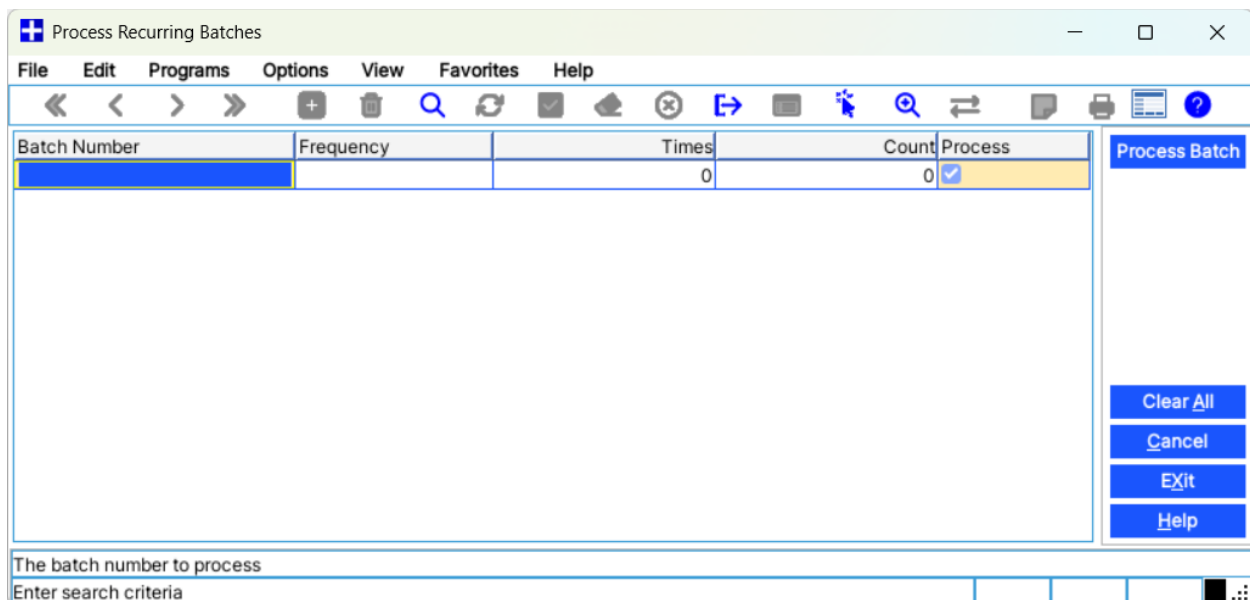 Process Recurring Batches
File Edit Programs Options View Favorites Help
Batch Number Frequency Times Count Process
0 0
Process Batch
Clear All
Cancel
EXit
Help
The batch number to process
Enter search criteria